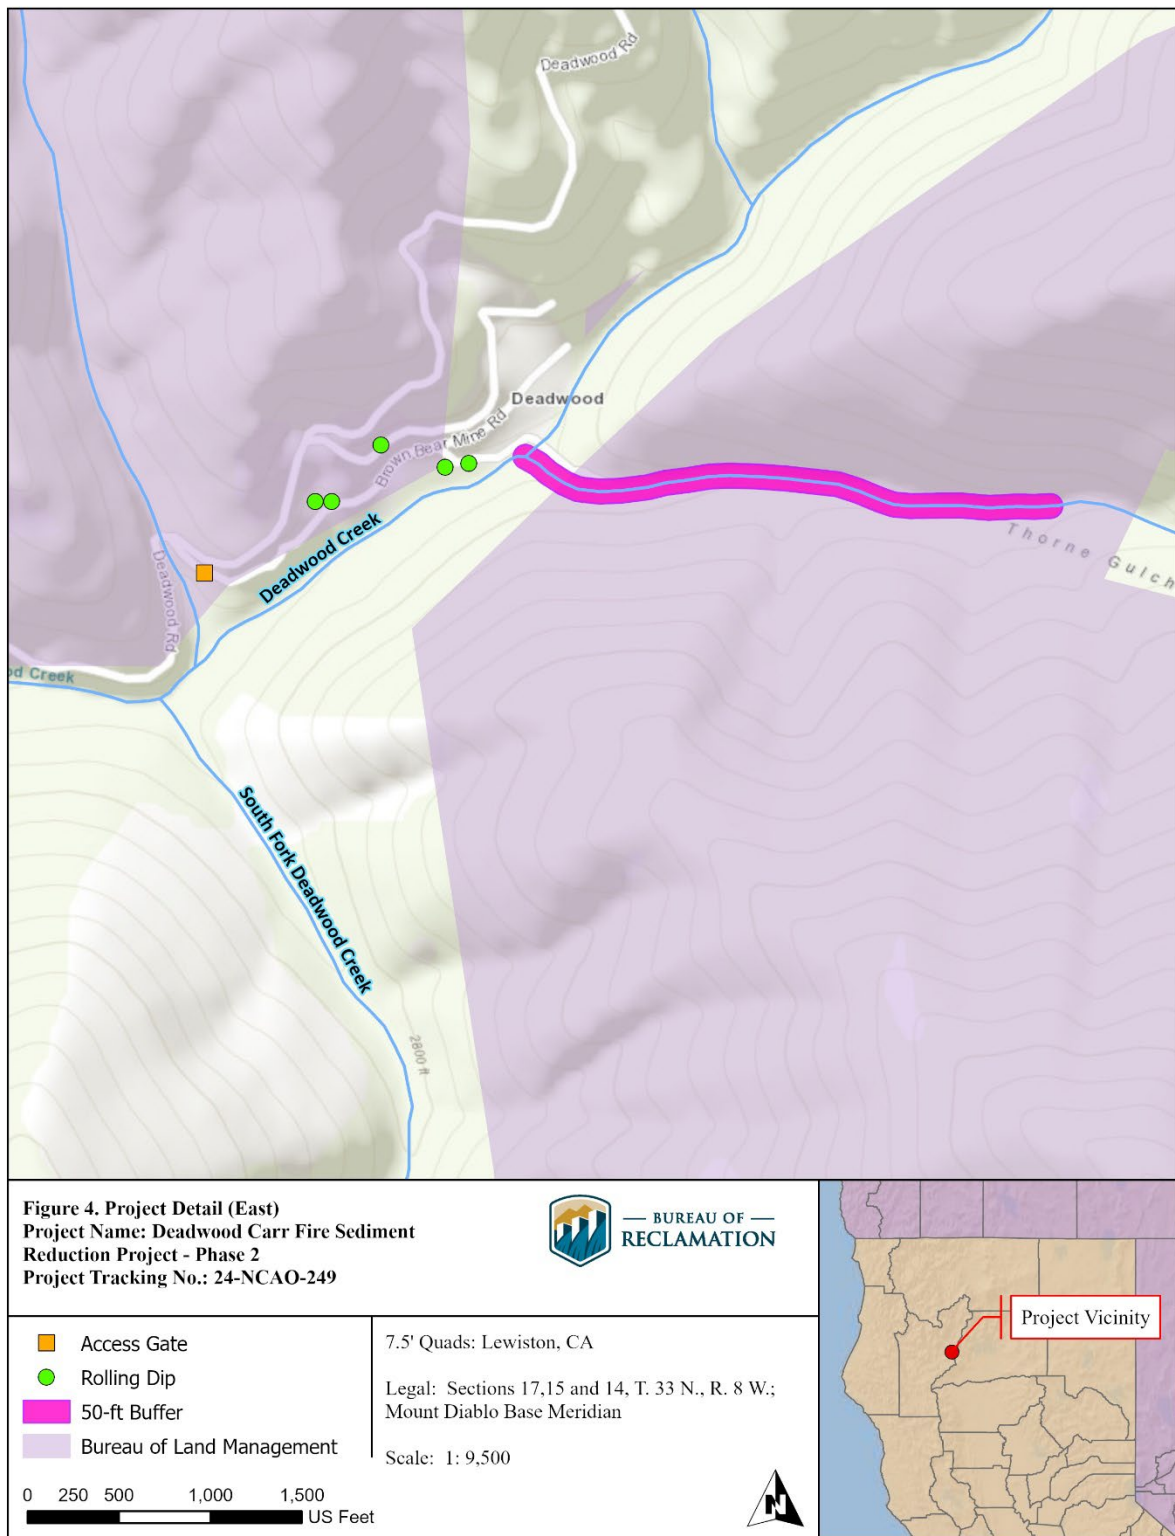 Deadwood Rd
Deadwood
Brown Bear Mine Rd
Deadwood Creek
Thorne Gulch
Deadwood Rd
od Creek
South Fork Deadwood Creek
2800 ft
Figure 4. Project Detail (East)
Project Name: Deadwood Carr Fire Sediment
Reduction Project - Phase 2
Project Tracking No.: 24-NCAO-249
BUREAU OF
RECLAMATION
Access Gate
Rolling Dip
50-ft Buffer
Bureau of Land Management
0 250 500 1,000 1,500
US Feet
7.5' Quads: Lewiston, CA
Legal: Sections 17,15 and 14, T. 33 N., R. 8 W.;
Mount Diablo Base Meridian
Scale: 1: 9,500
N
Project Vicinity